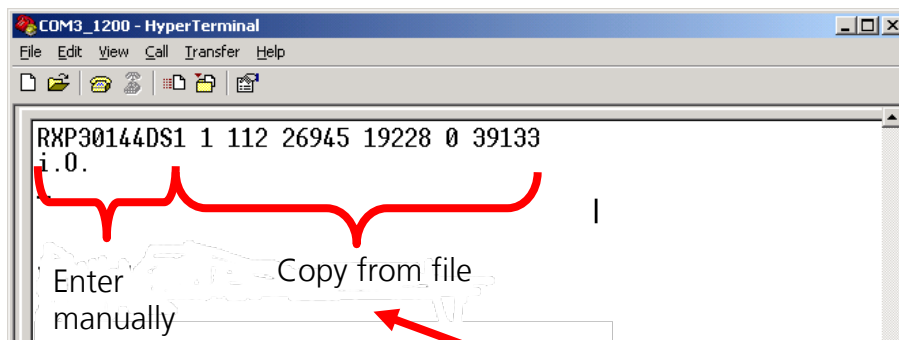 COM3_1200 - HyperTerminal
File Edit View Call Transfer Help
RXP30144DS1 1 112 26945 19228 0 39133
i.O.
Enter
manually
Copy from file